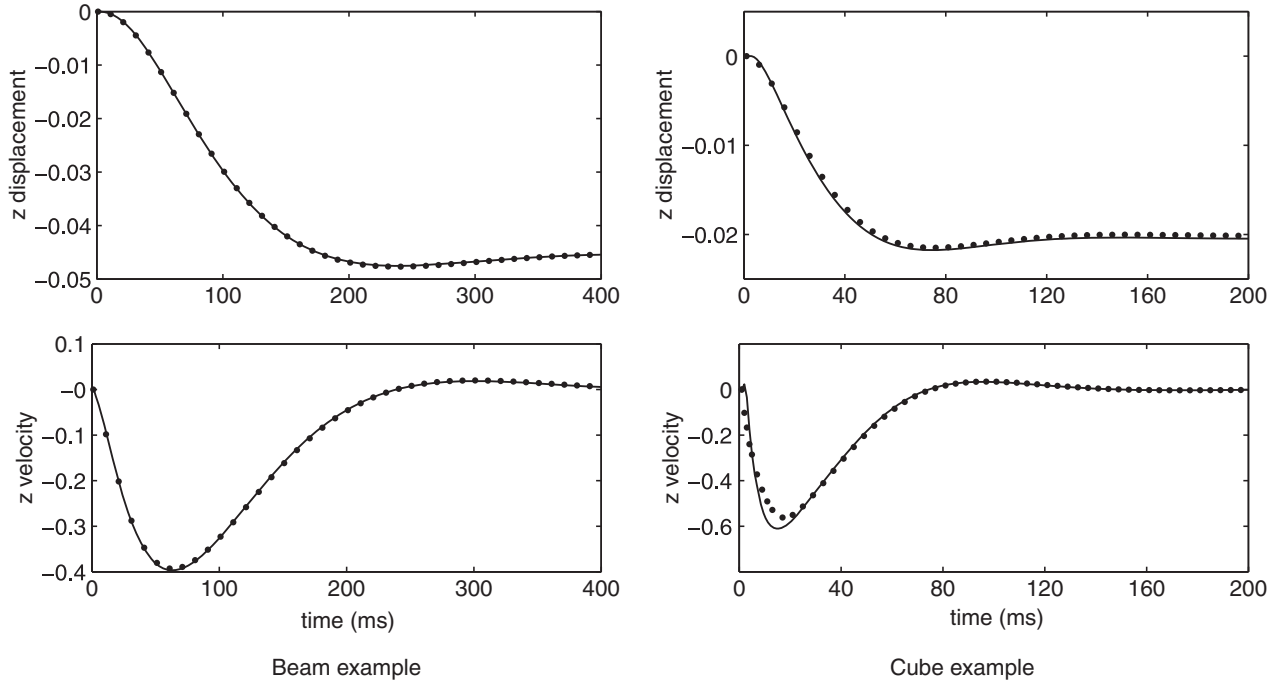 0
−0.01
−0.02
−0.03
−0.04
−0.05
z displacement
0 100 200 300 400
0
−0.01
−0.02
z displacement
0 40 80 120 160 200
0.1
−0
−0.1
−0.2
−0.3
−0.4
z velocity
0 100 200 300 400
time (ms)
Beam example
0
−0.2
−0.4
−0.6
z velocity
0 40 80 120 160 200
time (ms)
Cube example